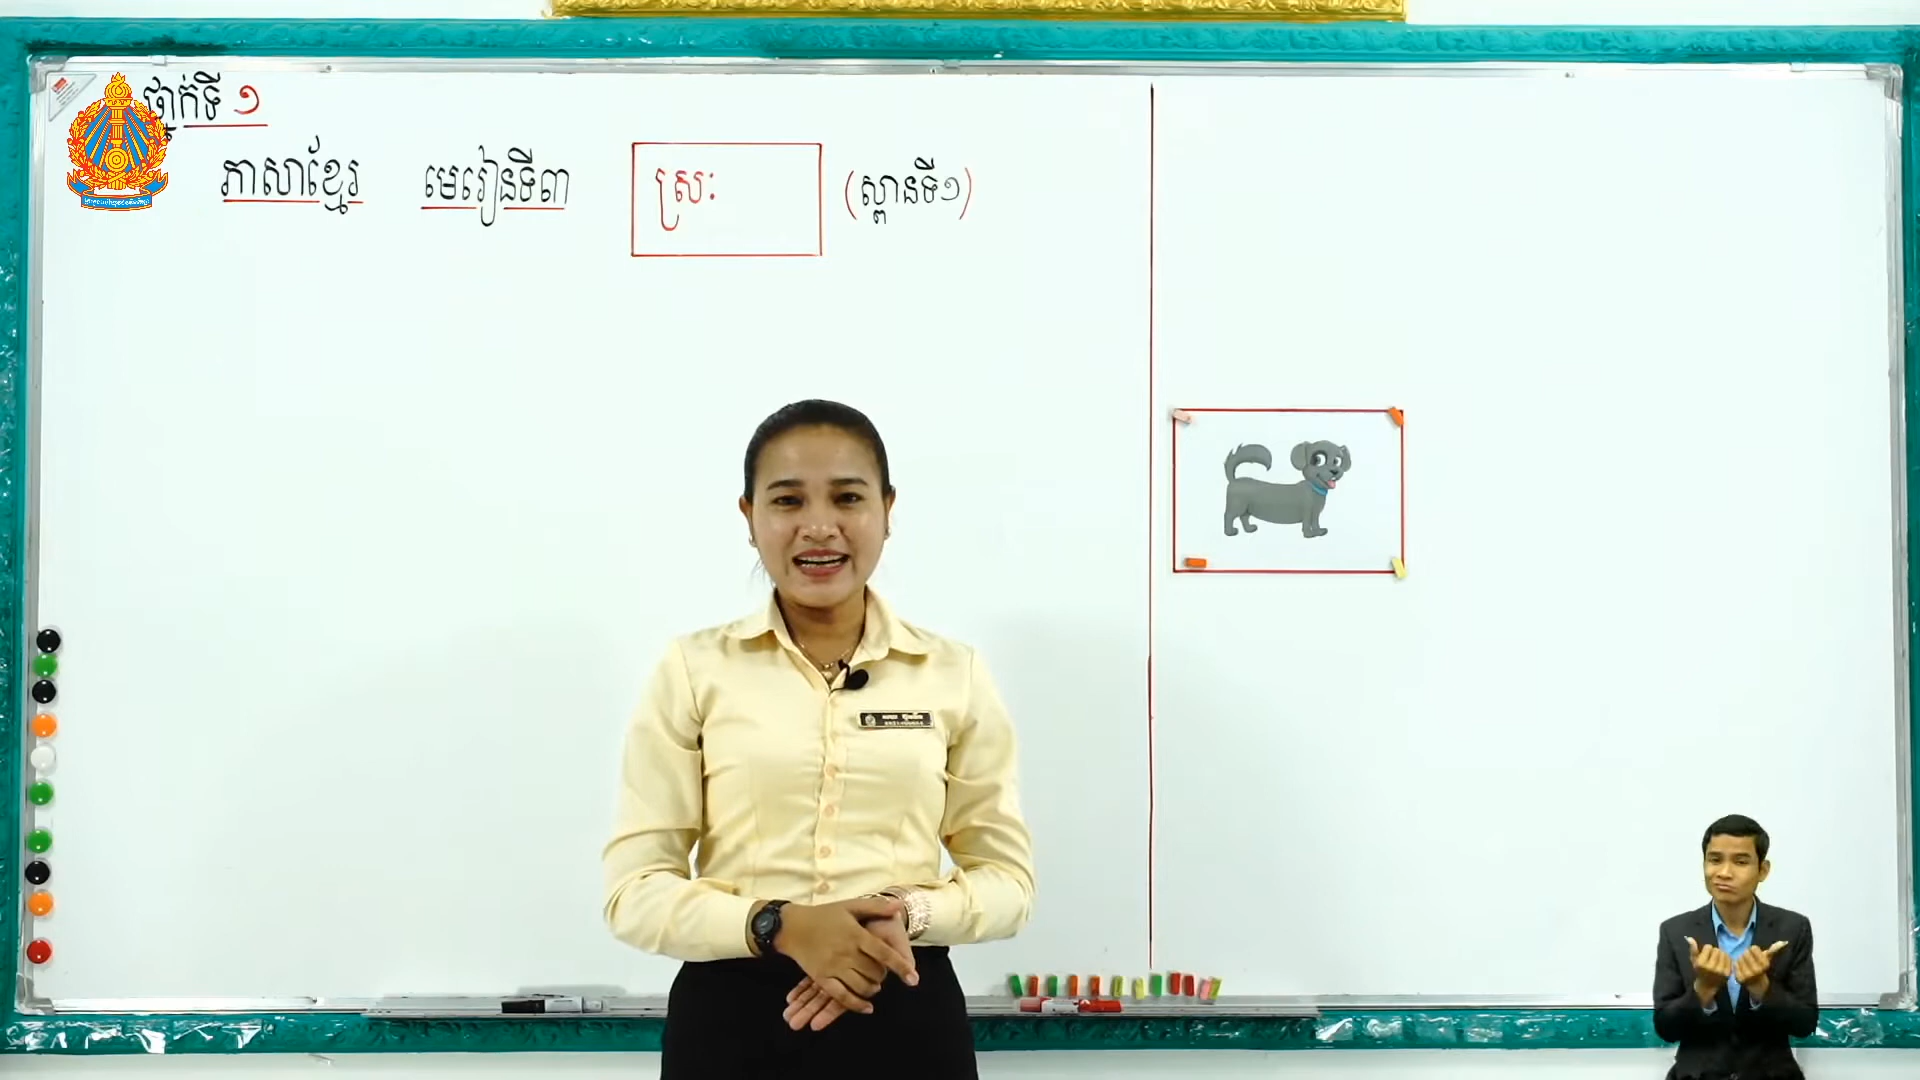 ថ្នាក់ទី ១
ភាសាខ្មែរ មេរៀនទី៣ ស្រៈ (ស្ពានទី១)